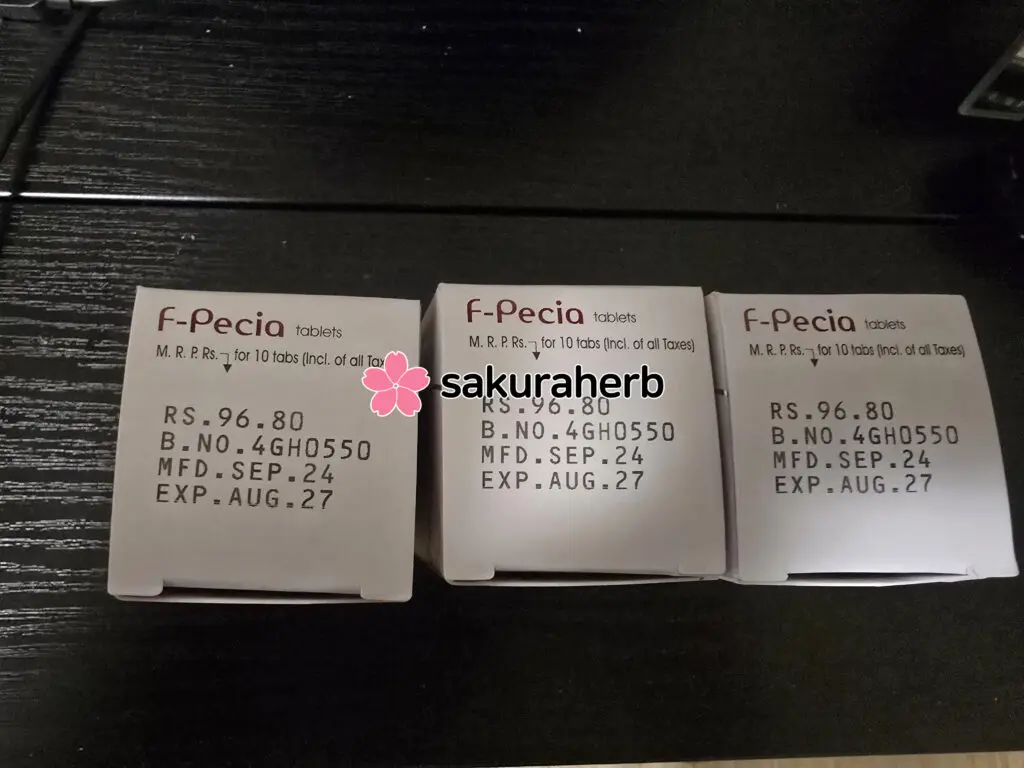 F-Pecia tablets
M. R. P. Rs. for 10 tabs (Incl. of all Tax
RS.96.80
B.NO.4GH0550
MFD.SEP.24
EXP.AUG.27
F-Pecia tablets
M. R. P. Rs. for 10 tabs (Incl. of all Taxes)
RS.96.80
B.NO.4GH0550
MFD.SEP.24
EXP.AUG.27
F-Pecia tablets
M. R. P. Rs. for 10 tabs (Incl. of all Taxes)
RS.96.80
B.NO.4GH0550
MFD.SEP.24
EXP.AUG.27
sakuraherb